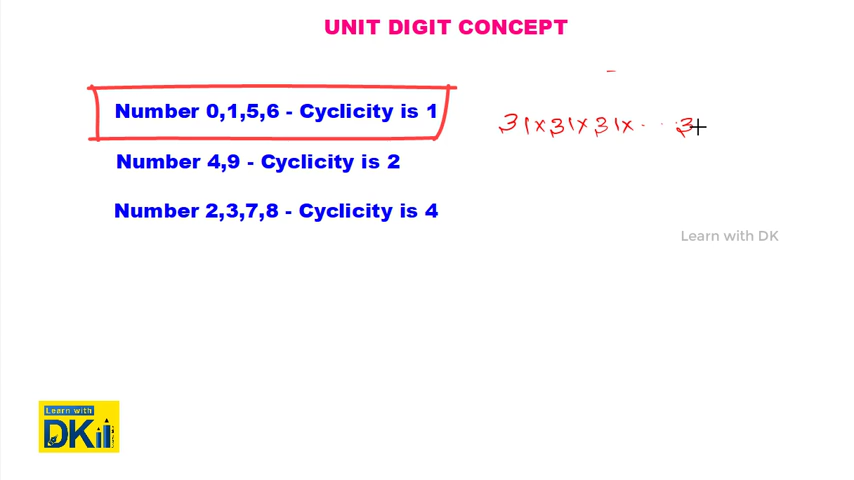 UNIT DIGIT CONCEPT
Number 0,1,5,6 - Cyclicity is 1
31 × 31 × 31 × . . . 3
Number 4,9 - Cyclicity is 2
Number 2,3,7,8 - Cyclicity is 4
Learn with DK
Learn with
DK